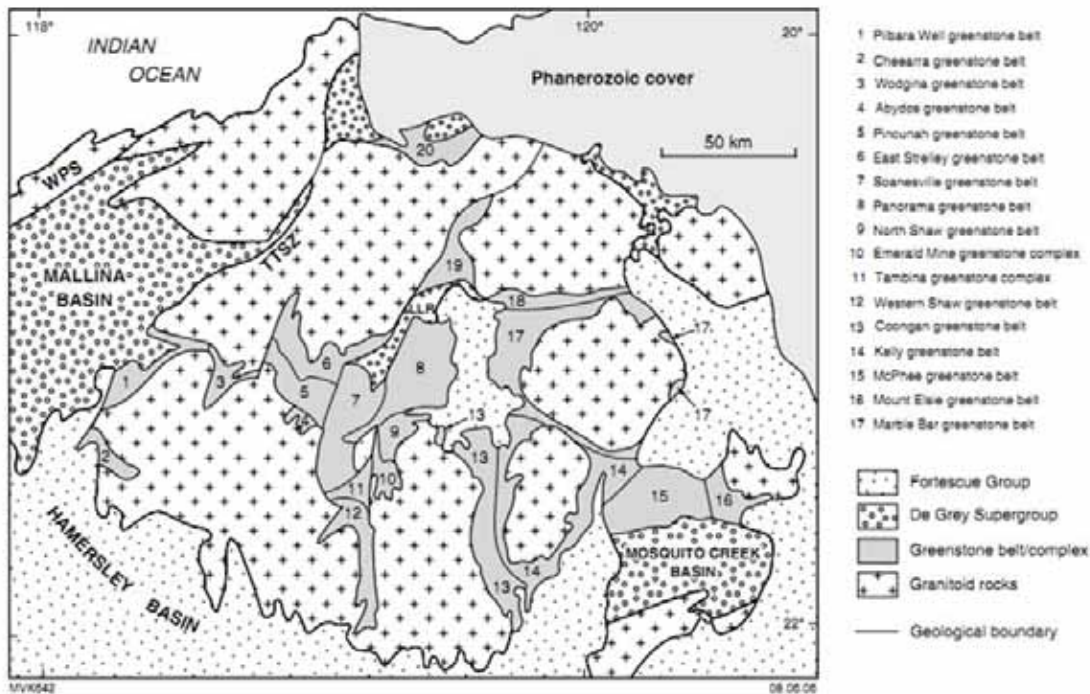 118°
120°
20°
INDIAN
OCEAN
Phanerozoic cover
20
50 km
WPS
TTSZ
MALLINA
BASIN
19
18
17
17
LLR
6
8
1
3
5
7
4
13
17
9
2
13
14
10
11
15
16
12
HAMERSLEY BASIN
MOSQUITO CREEK
BASIN
14
13
22°
MVK642
08.06.06
1 Pilbara Well greenstone belt
2 Cheearra greenstone belt
3 Wodgina greenstone belt
4 Abydos greenstone belt
5 Pincunah greenstone belt
6 East Strelley greenstone belt
7 Soanesville greenstone belt
8 Panorama greenstone belt
9 North Shaw greenstone belt
10 Emerald Mine greenstone complex
11 Tambina greenstone complex
12 Western Shaw greenstone belt
13 Coongan greenstone belt
14 Kelly greenstone belt
15 McPhee greenstone belt
16 Mount Elsie greenstone belt
17 Marble Bar greenstone belt
Fortescue Group
De Grey Supergroup
Greenstone belt/complex
Granitoid rocks
Geological boundary